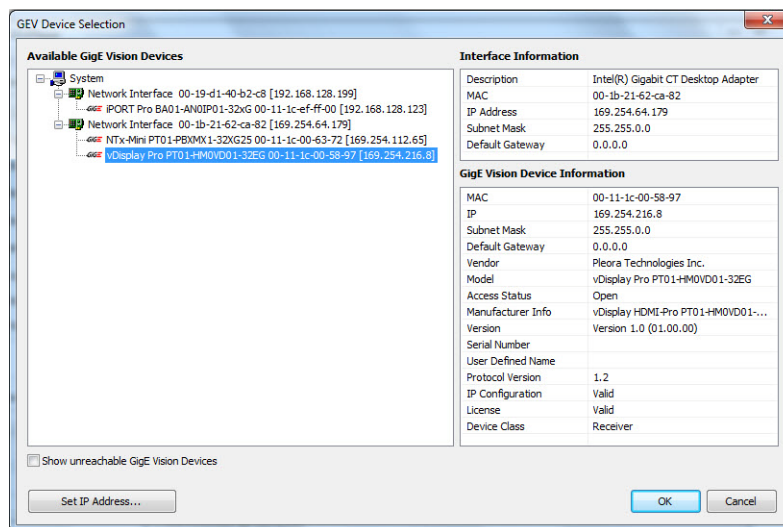 GEV Device Selection
Available GigE Vision Devices
System
Network Interface 00-19-d1-40-b2-c8 [192.168.128.199]
GIGE iPORT Pro BA01-AN0IP01-32xG 00-11-1c-ef-ff-00 [192.168.128.123]
Network Interface 00-1b-21-62-ca-82 [169.254.64.179]
GIGE NTx-Mini PT01-PBXMX1-32XG25 00-11-1c-00-63-72 [169.254.112.65]
GIGE vDisplay Pro PT01-HM0VD01-32EG 00-11-1c-00-58-97 [169.254.216.8]
Show unreachable GigE Vision Devices
Set IP Address...
Interface Information
Description Intel(R) Gigabit CT Desktop Adapter
MAC 00-1b-21-62-ca-82
IP Address 169.254.64.179
Subnet Mask 255.255.0.0
Default Gateway 0.0.0.0
GigE Vision Device Information
MAC 00-11-1c-00-58-97
IP 169.254.216.8
Subnet Mask 255.255.0.0
Default Gateway 0.0.0.0
Vendor Pleora Technologies Inc.
Model vDisplay Pro PT01-HM0VD01-32EG
Access Status Open
Manufacturer Info vDisplay HDMI-Pro PT01-HM0VD01-...
Version Version 1.0 (01.00.00)
Serial Number
User Defined Name
Protocol Version 1.2
IP Configuration Valid
License Valid
Device Class Receiver
OK Cancel